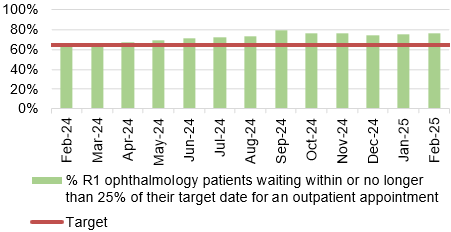 100%
80%
60%
40%
20%
0%
Feb-24
Mar-24
Apr-24
May-24
Jun-24
Jul-24
Aug-24
Sep-24
Oct-24
Nov-24
Dec-24
Jan-25
Feb-25
% R1 ophthalmology patients waiting within or no longer
than 25% of their target date for an outpatient appointment
Target